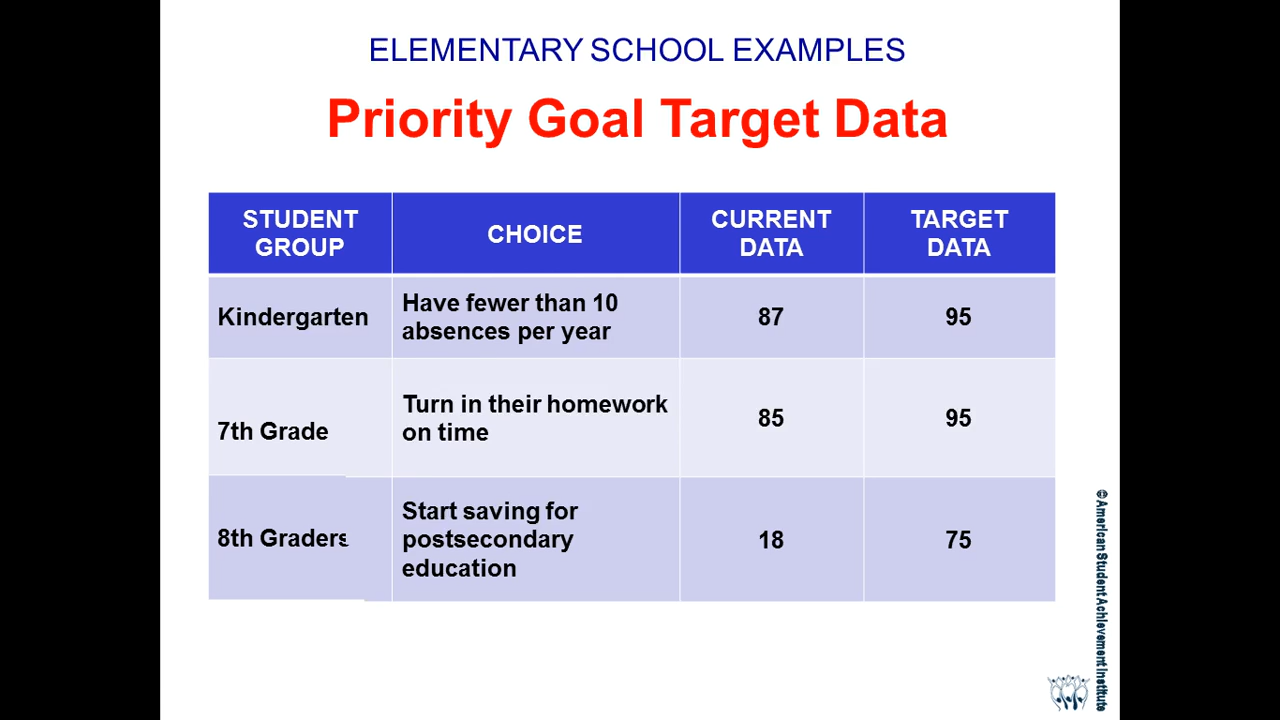 ELEMENTARY SCHOOL EXAMPLES
Priority Goal Target Data
STUDENT
GROUP
CHOICE
CURRENT
DATA
TARGET
DATA
Kindergarten
Have fewer than 10
absences per year
87
95
7th Grade
Turn in their homework
on time
85
95
8th Graders
Start saving for
postsecondary
education
18
75
© American Student Achievement Institute